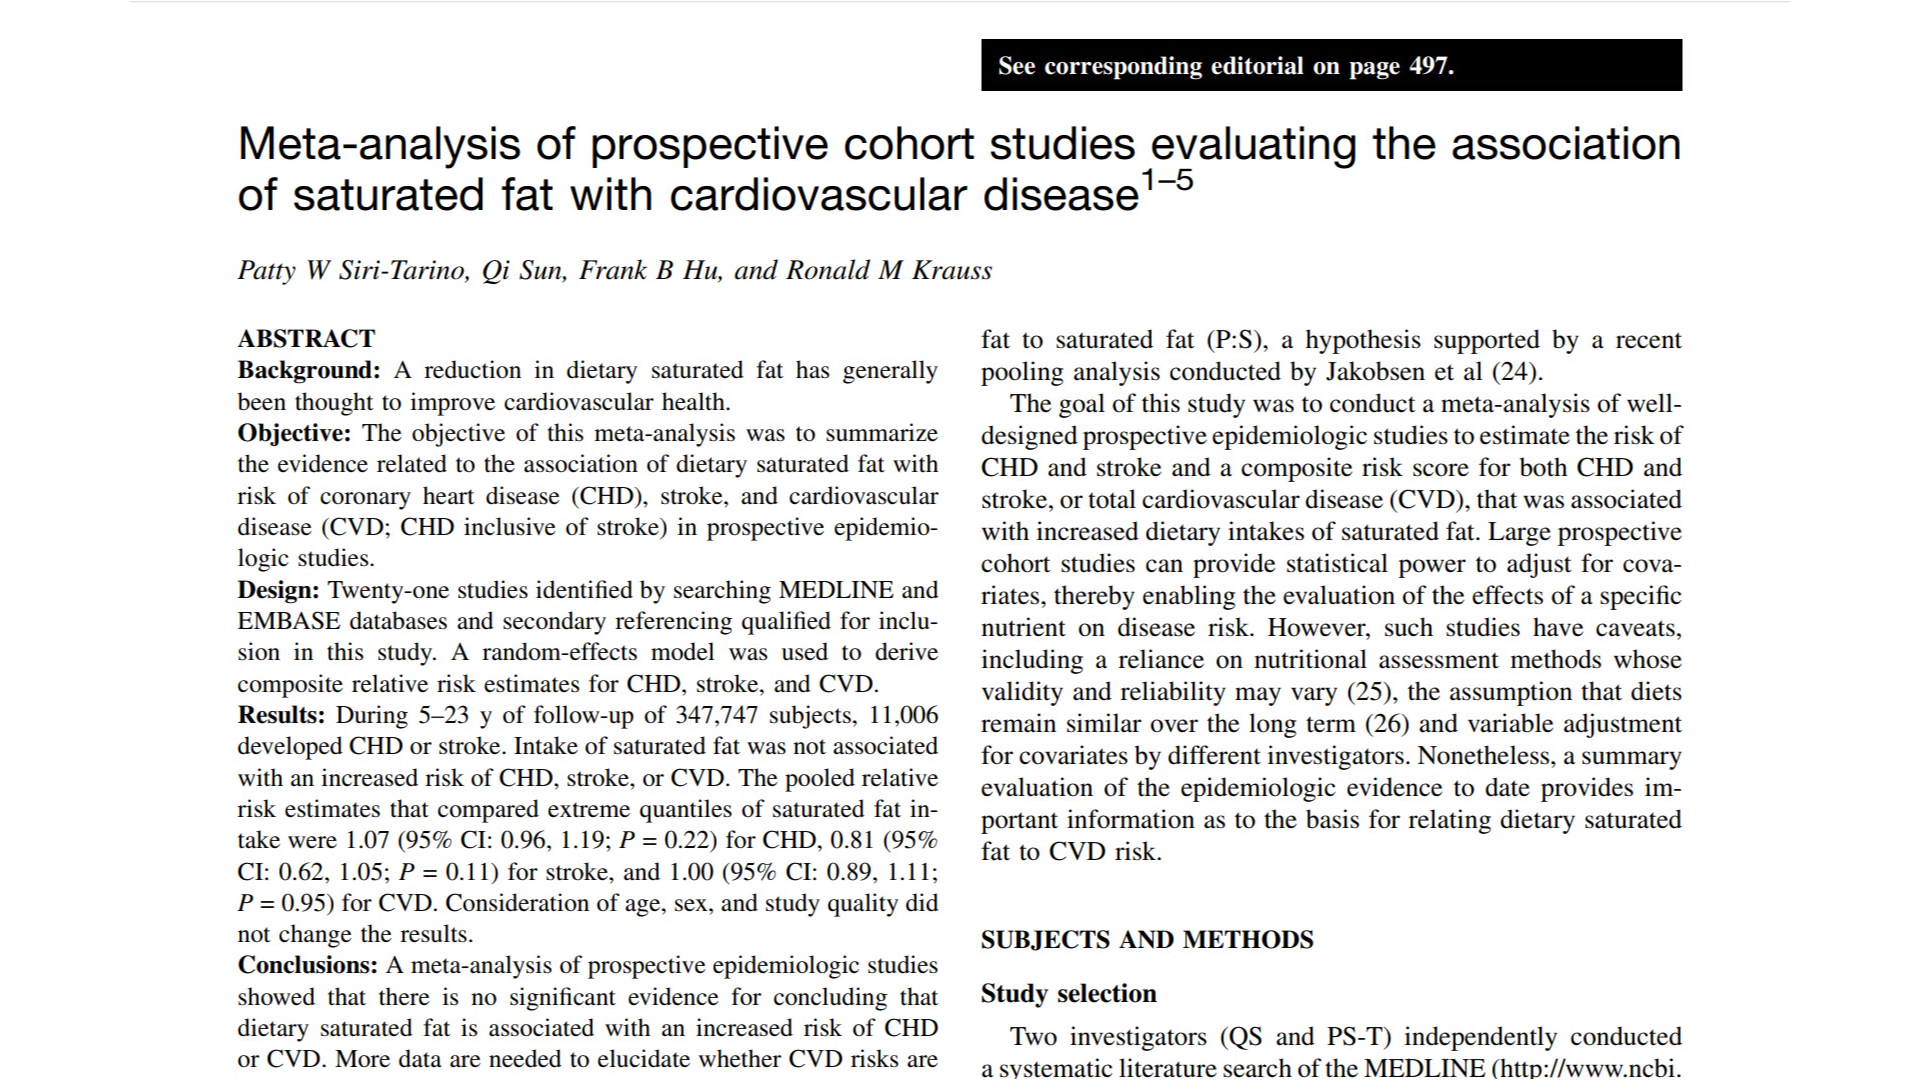 See corresponding editorial on page 497.
Meta-analysis of prospective cohort studies evaluating the association
of saturated fat with cardiovascular disease1–5
Patty W Siri-Tarino, Qi Sun, Frank B Hu, and Ronald M Krauss
ABSTRACT
Background: A reduction in dietary saturated fat has generally
been thought to improve cardiovascular health.
Objective: The objective of this meta-analysis was to summarize
the evidence related to the association of dietary saturated fat with
risk of coronary heart disease (CHD), stroke, and cardiovascular
disease (CVD; CHD inclusive of stroke) in prospective epidemio-
logic studies.
Design: Twenty-one studies identified by searching MEDLINE and
EMBASE databases and secondary referencing qualified for inclu-
sion in this study. A random-effects model was used to derive
composite relative risk estimates for CHD, stroke, and CVD.
Results: During 5–23 y of follow-up of 347,747 subjects, 11,006
developed CHD or stroke. Intake of saturated fat was not associated
with an increased risk of CHD, stroke, or CVD. The pooled relative
risk estimates that compared extreme quantiles of saturated fat in-
take were 1.07 (95% CI: 0.96, 1.19; P = 0.22) for CHD, 0.81 (95%
CI: 0.62, 1.05; P = 0.11) for stroke, and 1.00 (95% CI: 0.89, 1.11;
P = 0.95) for CVD. Consideration of age, sex, and study quality did
not change the results.
Conclusions: A meta-analysis of prospective epidemiologic studies
showed that there is no significant evidence for concluding that
dietary saturated fat is associated with an increased risk of CHD
or CVD. More data are needed to elucidate whether CVD risks are
fat to saturated fat (P:S), a hypothesis supported by a recent
pooling analysis conducted by Jakobsen et al (24).
The goal of this study was to conduct a meta-analysis of well-
designed prospective epidemiologic studies to estimate the risk of
CHD and stroke and a composite risk score for both CHD and
stroke, or total cardiovascular disease (CVD), that was associated
with increased dietary intakes of saturated fat. Large prospective
cohort studies can provide statistical power to adjust for cova-
riates, thereby enabling the evaluation of the effects of a specific
nutrient on disease risk. However, such studies have caveats,
including a reliance on nutritional assessment methods whose
validity and reliability may vary (25), the assumption that diets
remain similar over the long term (26) and variable adjustment
for covariates by different investigators. Nonetheless, a summary
evaluation of the epidemiologic evidence to date provides im-
portant information as to the basis for relating dietary saturated
fat to CVD risk.
SUBJECTS AND METHODS
Study selection
Two investigators (QS and PS-T) independently conducted
a systematic literature search of the MEDLINE (http://www.ncbi.